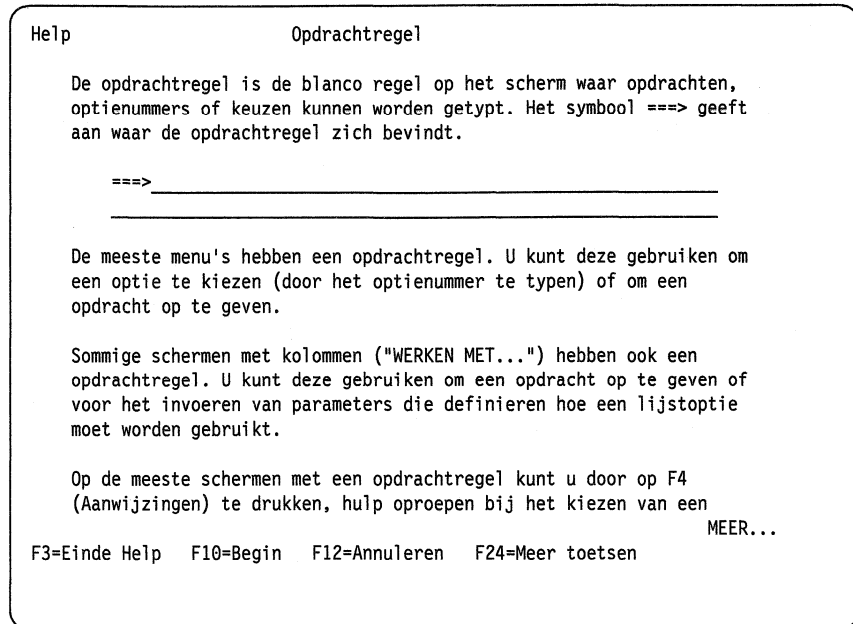 Help Opdrachtregel
De opdrachtregel is de blanco regel op het scherm waar opdrachten,
optienummers of keuzen kunnen worden getypt. Het symbool ===> geeft
aan waar de opdrachtregel zich bevindt.
===>
De meeste menu's hebben een opdrachtregel. U kunt deze gebruiken om
een optie te kiezen (door het optienummer te typen) of om een
opdracht op te geven.
Sommige schermen met kolommen ("WERKEN MET...") hebben ook een
opdrachtregel. U kunt deze gebruiken om een opdracht op te geven of
voor het invoeren van parameters die definieren hoe een lijstoptie
moet worden gebruikt.
Op de meeste schermen met een opdrachtregel kunt u door op F4
(Aanwijzingen) te drukken, hulp oproepen bij het kiezen van een
MEER...
F3=Einde Help F10=Begin F12=Annuleren F24=Meer toetsen